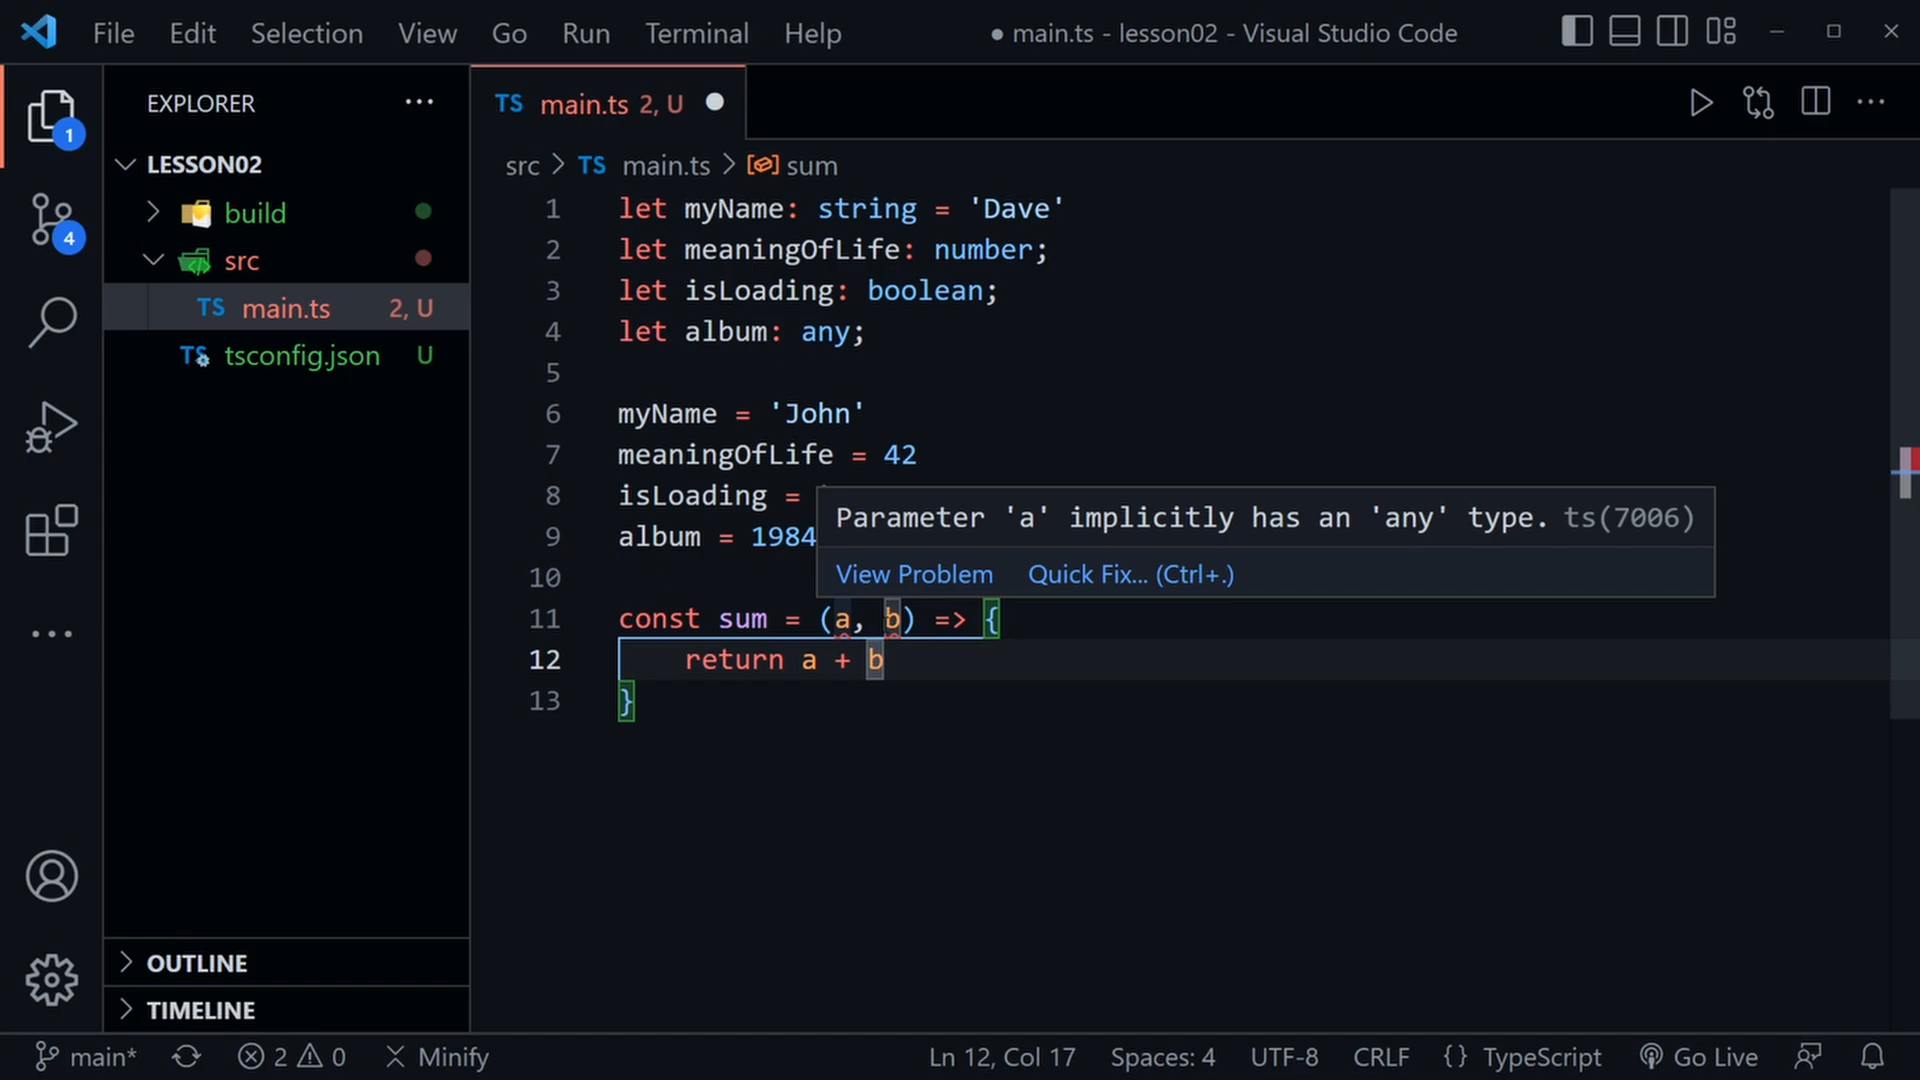 File Edit Selection View Go Run Terminal Help ● main.ts - lesson02 - Visual Studio Code
EXPLORER ...
TS main.ts 2, U
1
LESSON02
src > TS main.ts > sum
build
4
src
TS main.ts 2, U
TS tsconfig.json U
1 let myName: string = 'Dave'
2 let meaningOfLife: number;
3 let isLoading: boolean;
4 let album: any;
5
6 myName = 'John'
7 meaningOfLife = 42
8 isLoading =
9 album = 1984
Parameter 'a' implicitly has an 'any' type. ts(7006)
View Problem Quick Fix... (Ctrl+.)
10
11 const sum = (a, b) => {
12 return a + b
13 }
OUTLINE
TIMELINE
main* 2 0 Minify Ln 12, Col 17 Spaces: 4 UTF-8 CRLF {} TypeScript Go Live